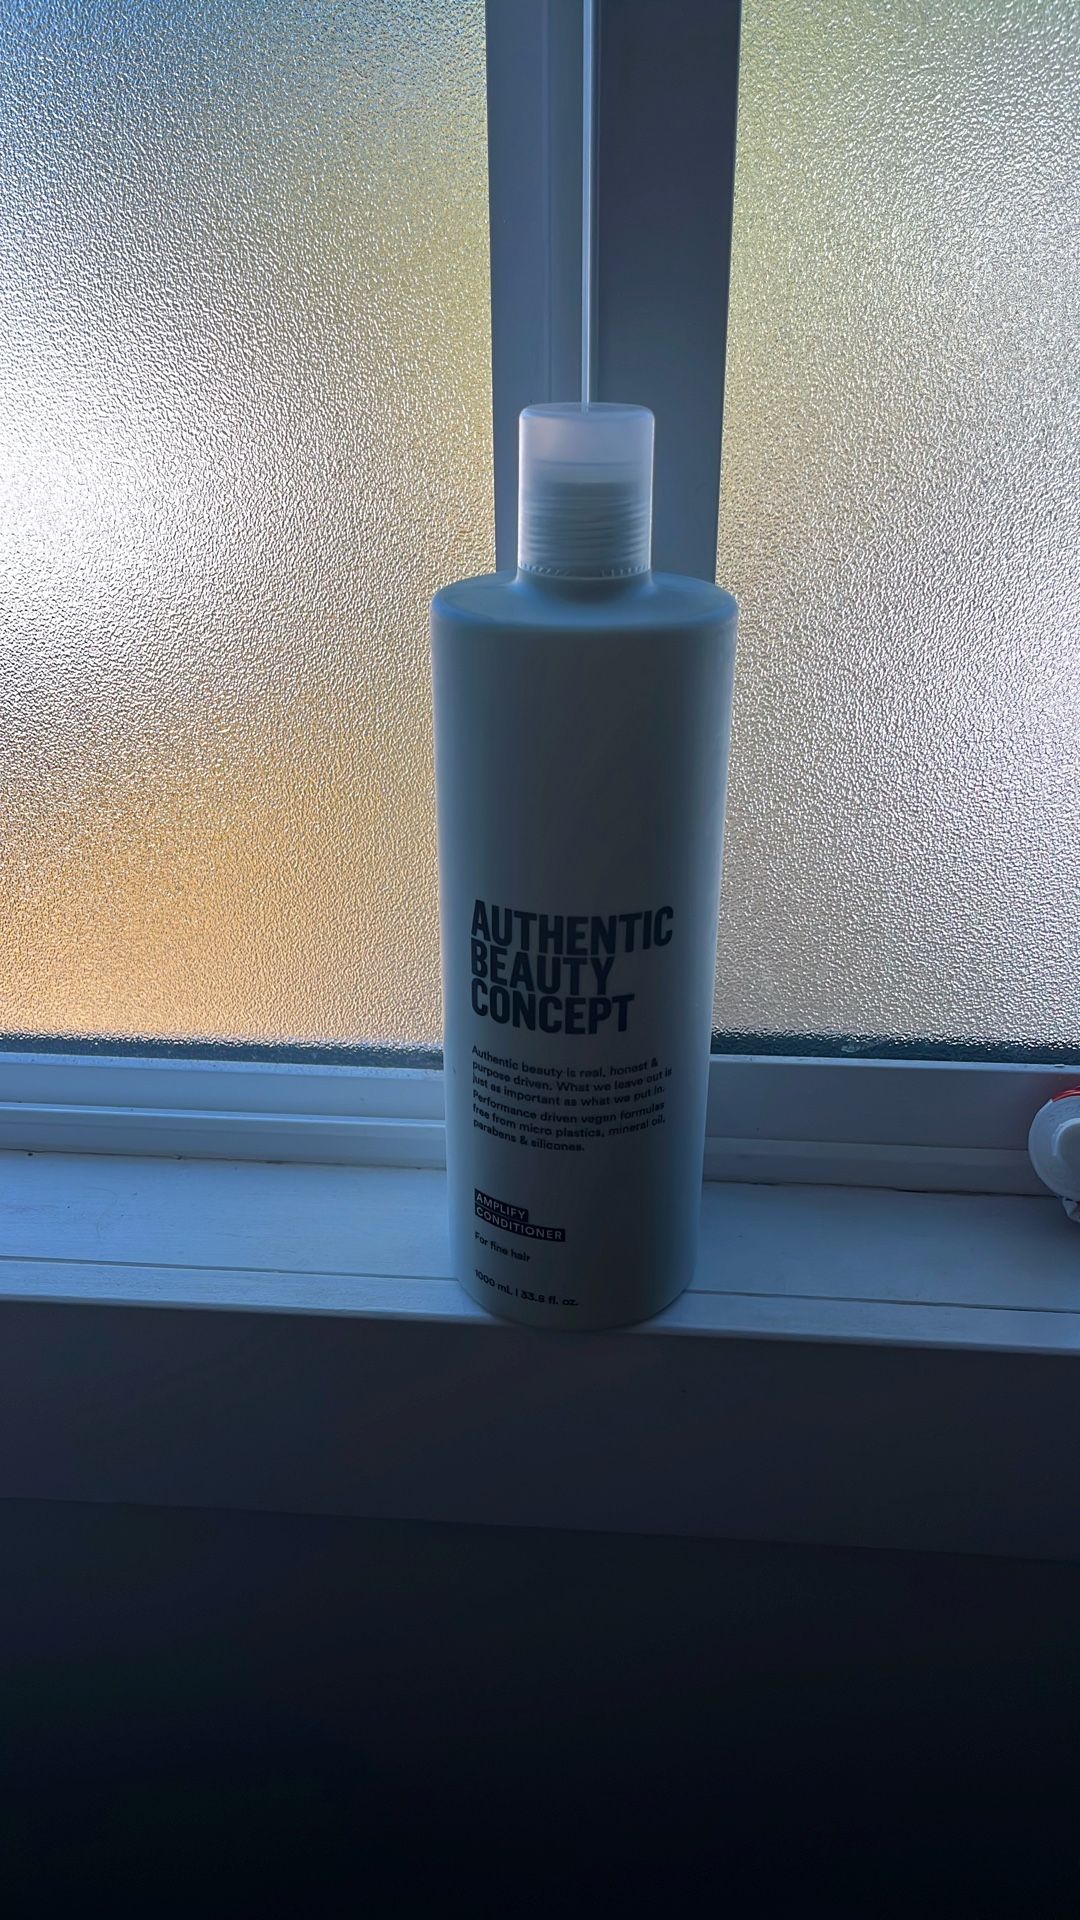 AUTHENTIC
BEAUTY
CONCEPT
Authentic beauty is real, honest &
purpose driven. What we leave out is
just as important as what we put in.
Performance driven vegan formulas
free from micro plastics, mineral oil,
parabens & silicones.
AMPLIFY
CONDITIONER
For fine hair
1000 mL | 33.8 fl. oz.